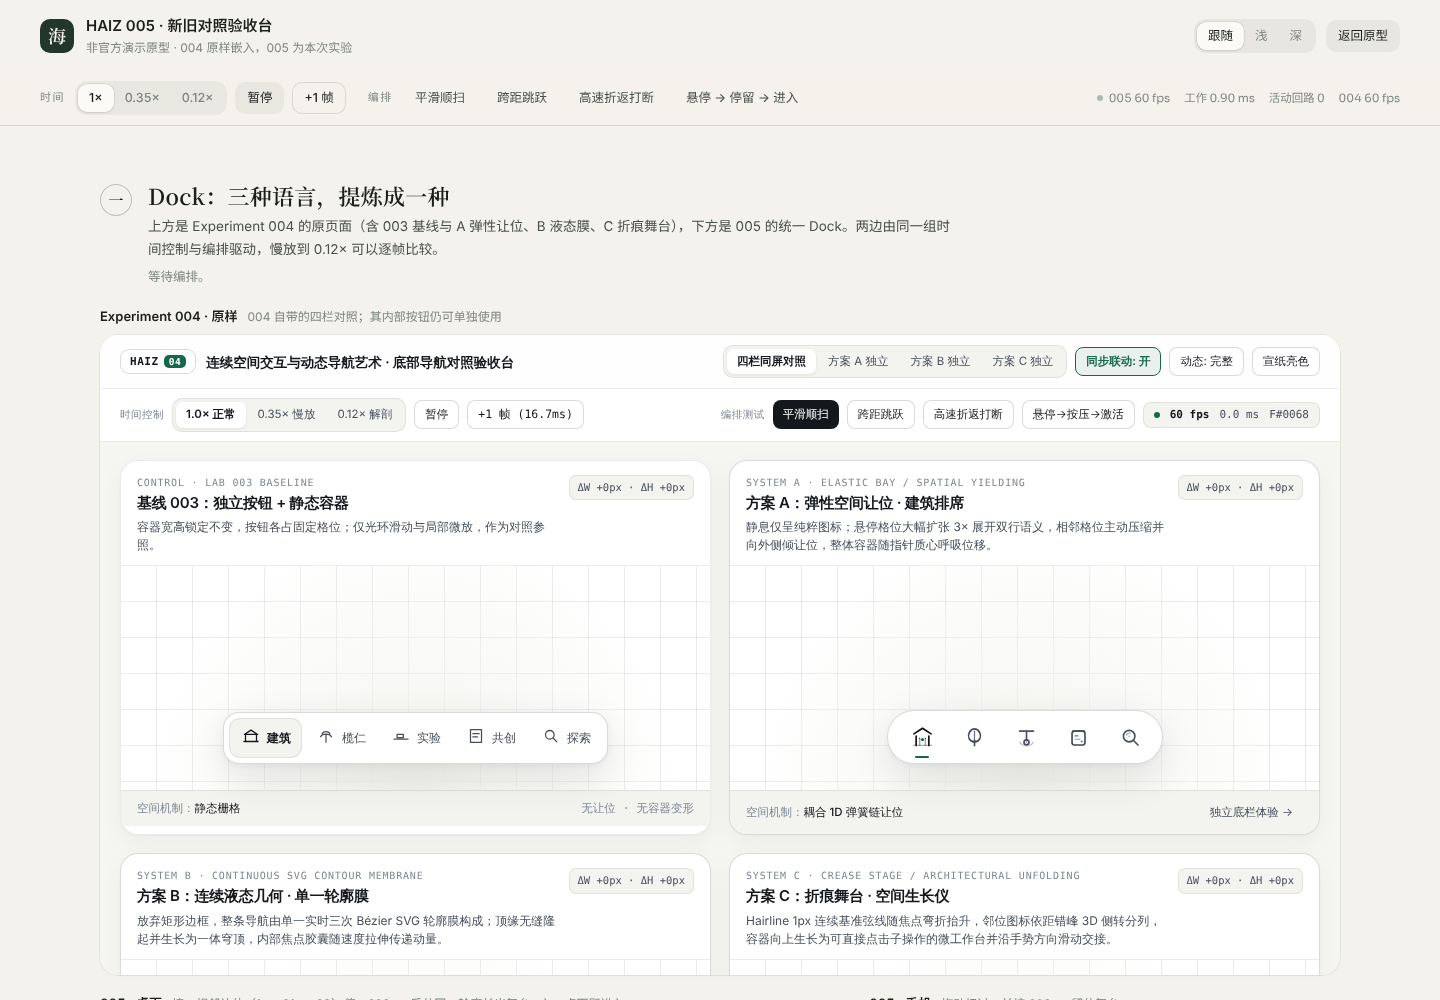 海
HAIZ 005 · 新旧对照验收台
非官方演示原型 · 004 原样嵌入，005 为本次实验
跟随 浅 深 返回原型
时间 1× 0.35× 0.12× 暂停 +1 帧 编排 平滑顺扫 跨距跳跃 高速折返打断 悬停 → 停留 → 进入
005 60 fps 工作 0.90 ms 活动回路 0 004 60 fps
一 Dock：三种语言，提炼成一种
上方是 Experiment 004 的原页面（含 003 基线与 A 弹性让位、B 液态膜、C 折痕舞台），下方是 005 的统一 Dock。两边由同一组时
间控制与编排驱动，慢放到 0.12× 可以逐帧比较。
等待编排。
Experiment 004 · 原样 004 自带的四栏对照；其内部按钮仍可单独使用
HAIZ 04 连续空间交互与动态导航艺术 · 底部导航对照验收台
四栏同屏对照 方案 A 独立 方案 B 独立 方案 C 独立 同步联动: 开 动态: 完整 宣纸亮色
时间控制 1.0× 正常 0.35× 慢放 0.12× 解剖 暂停 +1 帧 (16.7ms)
编排测试 平滑顺扫 跨距跳跃 高速折返打断 悬停→按压→激活 60 fps 0.0 ms F#0068
CONTROL · LAB 003 BASELINE
基线 003：独立按钮 + 静态容器
ΔW +0px · ΔH +0px
容器宽高锁定不变，按钮各占固定格位；仅光环滑动与局部微放，作为对照参
照。
建筑 榄仁 实验 共创 探索
空间机制：静态栅格 无让位 · 无容器变形
SYSTEM A · ELASTIC BAY / SPATIAL YIELDING
方案 A：弹性空间让位 · 建筑排席
ΔW +0px · ΔH +0px
静息仅呈纯粹图标；悬停格位大幅扩张 3× 展开双行语义，相邻格位主动压缩并
向外侧倾让位，整体容器随指针质心呼吸位移。
空间机制：耦合 1D 弹簧链让位 独立底栏体验 →
SYSTEM B · CONTINUOUS SVG CONTOUR MEMBRANE
方案 B：连续液态几何 · 单一轮廓膜
ΔW +0px · ΔH +0px
放弃矩形边框，整条导航由单一实时三次 Bézier SVG 轮廓膜构成；顶缘无缝隆
起并生长为一体穹顶，内部焦点胶囊随速度拉伸传递动量。
SYSTEM C · CREASE STAGE / ARCHITECTURAL UNFOLDING
方案 C：折痕舞台 · 空间生长仪
ΔW +0px · ΔH +0px
Hairline 1px 连续基准弦线随焦点弯折抬升，邻位图标依距错峰 3D 侧转分列，
容器向上生长为可直接点击子操作的微工作台并沿手势方向滑动交接。